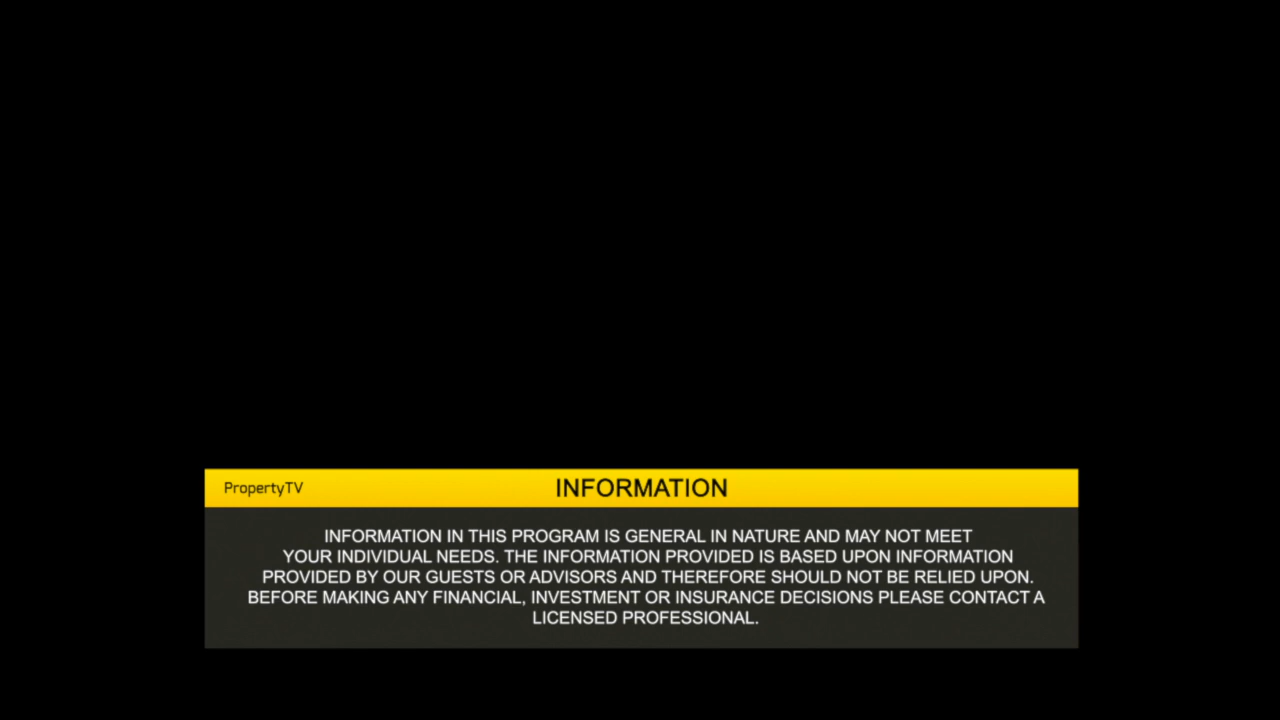 PropertyTV
INFORMATION
INFORMATION IN THIS PROGRAM IS GENERAL IN NATURE AND MAY NOT MEET
YOUR INDIVIDUAL NEEDS. THE INFORMATION PROVIDED IS BASED UPON INFORMATION
PROVIDED BY OUR GUESTS OR ADVISORS AND THEREFORE SHOULD NOT BE RELIED UPON.
BEFORE MAKING ANY FINANCIAL, INVESTMENT OR INSURANCE DECISIONS PLEASE CONTACT A
LICENSED PROFESSIONAL.